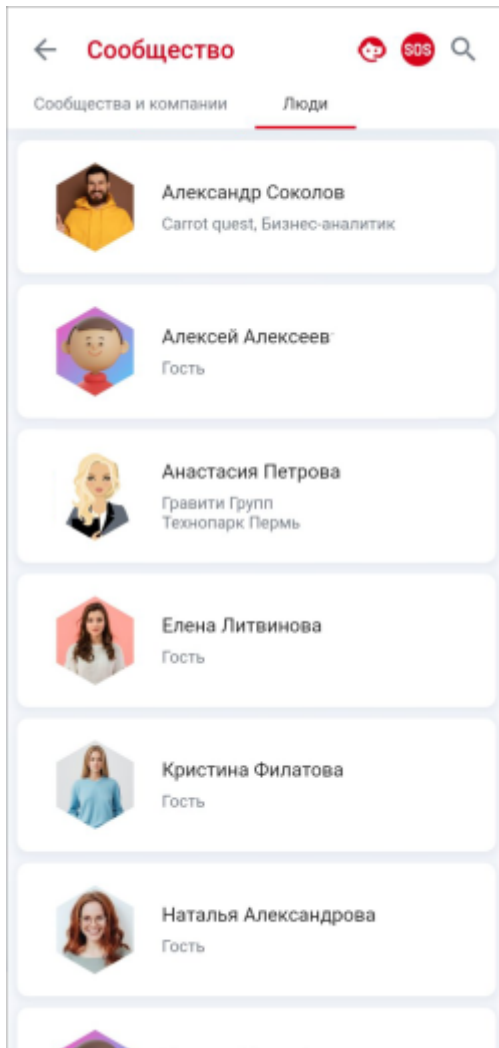 Сообщество
SOS
Сообщества и компании
Люди
Александр Соколов
Carrot quest, Бизнес-аналитик
Алексей Алексеев
Гость
Анастасия Петрова
Гравити Групп
Технопарк Пермь
Елена Литвинова
Гость
Кристина Филатова
Гость
Наталья Александрова
Гость